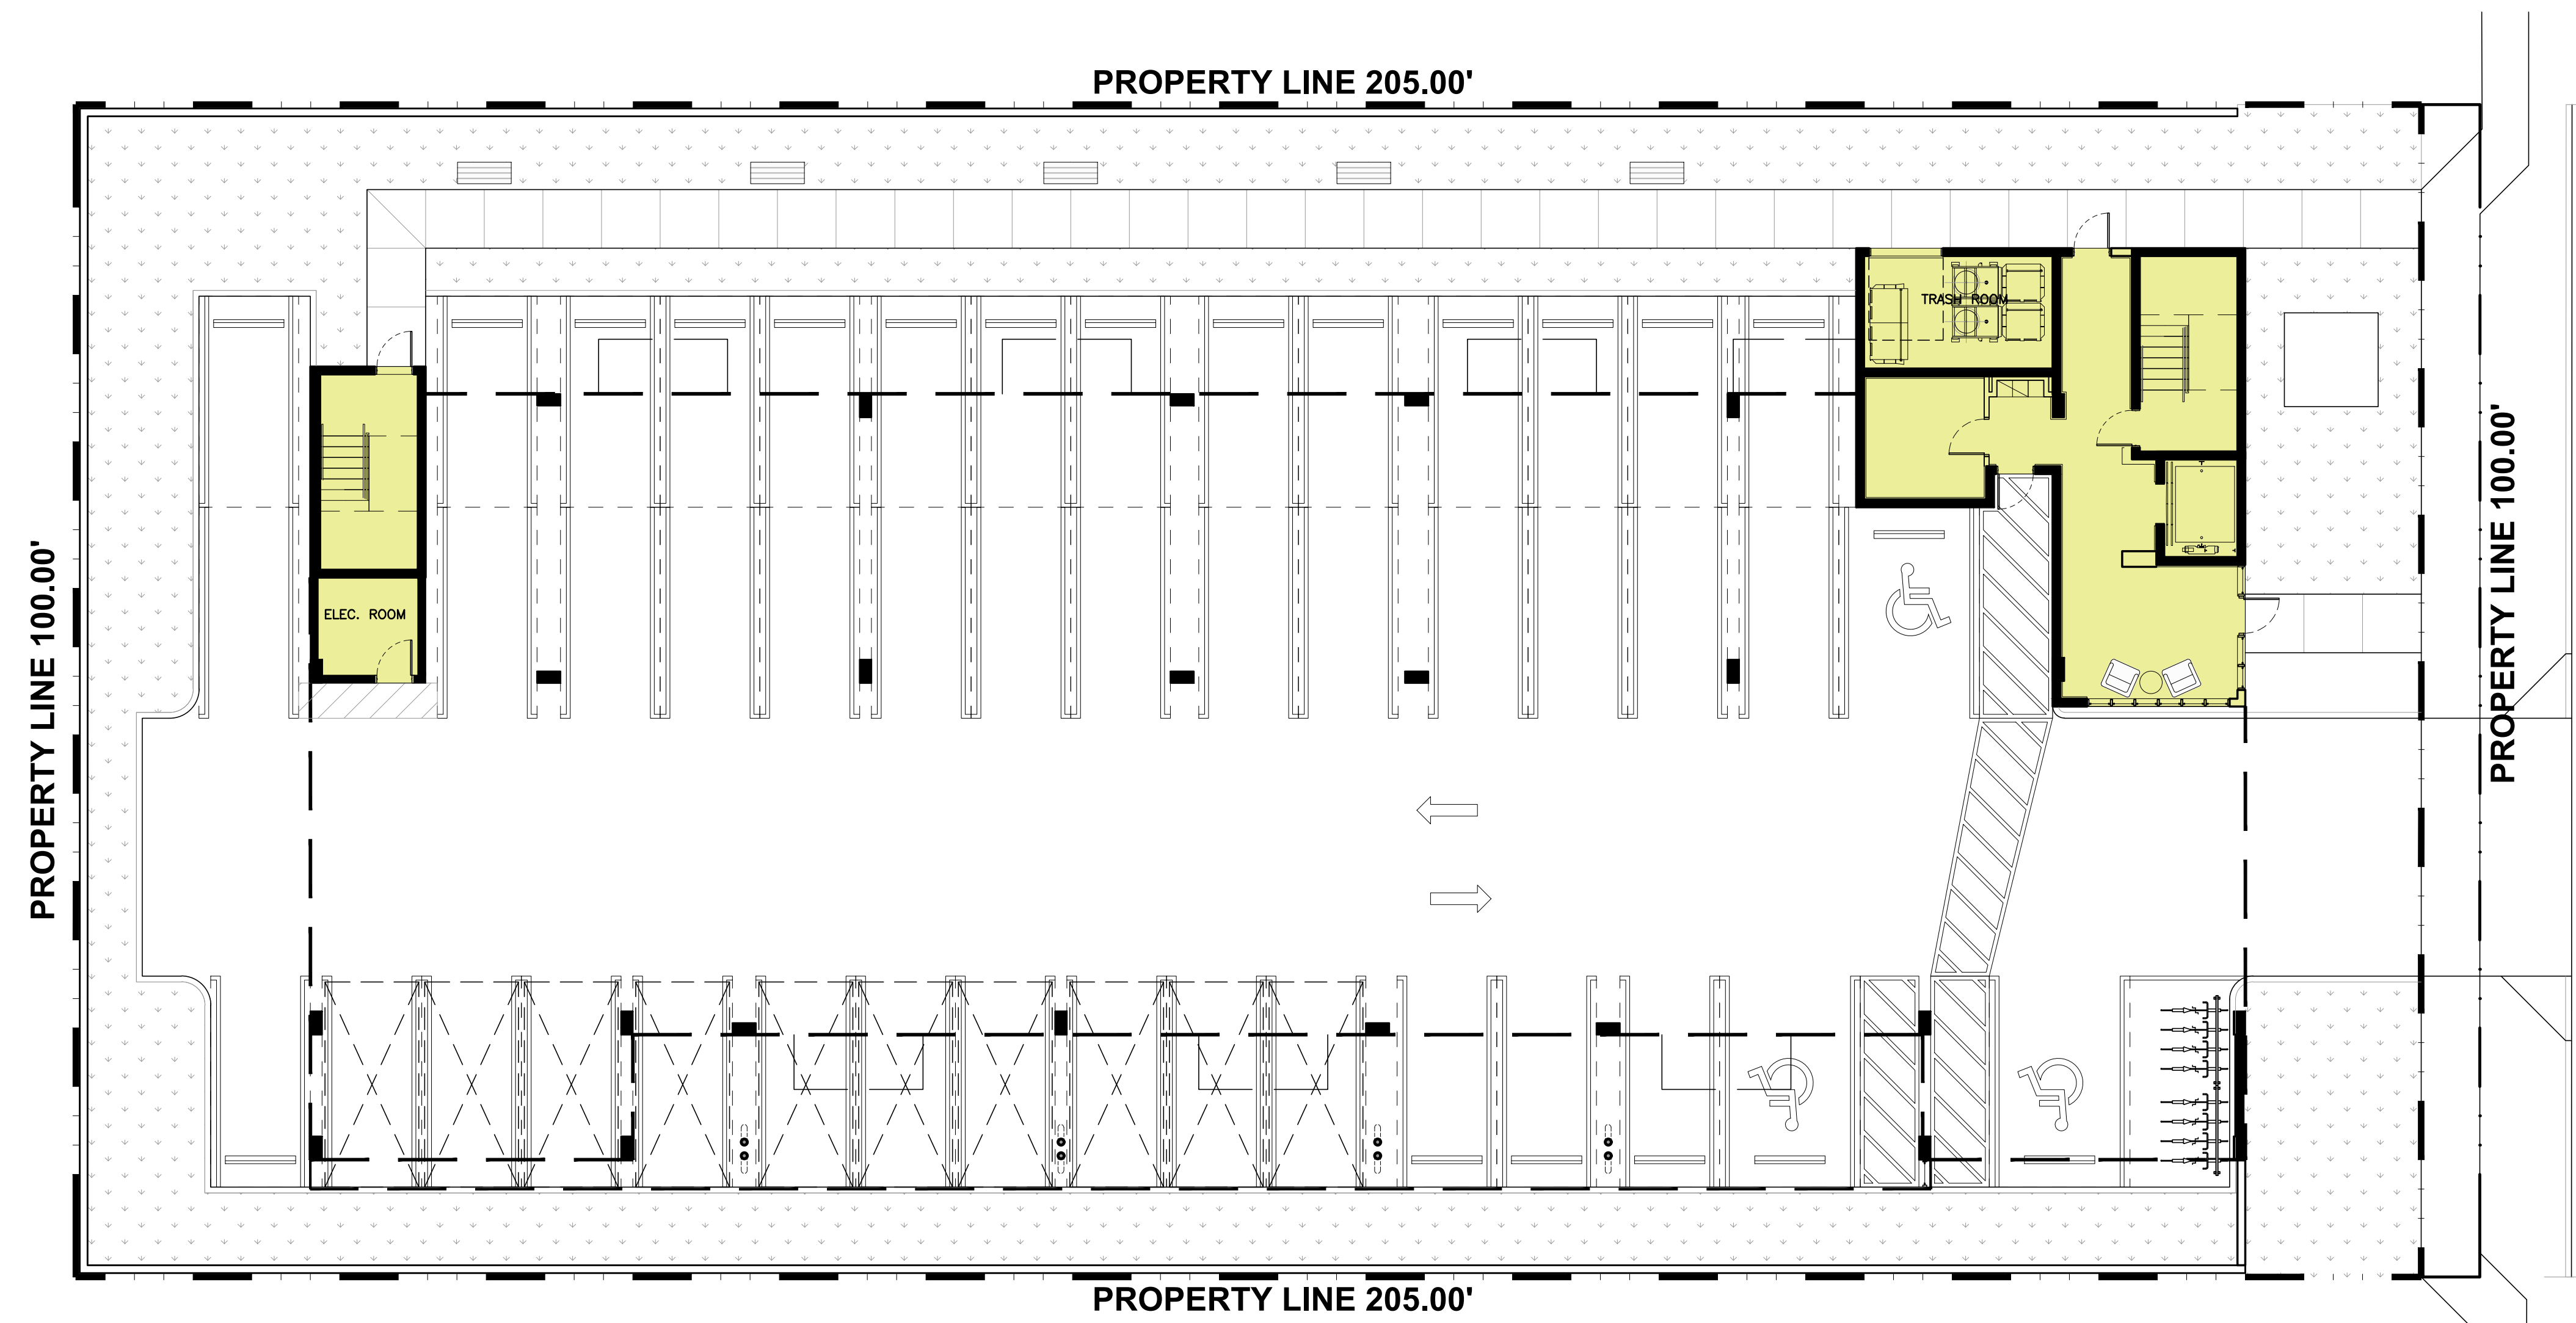 PROPERTY LINE 205.00'
TRASH ROOM
PROPERTY LINE 100.00'
PROPERTY LINE 100.00'
ELEC. ROOM
PROPERTY LINE 205.00'